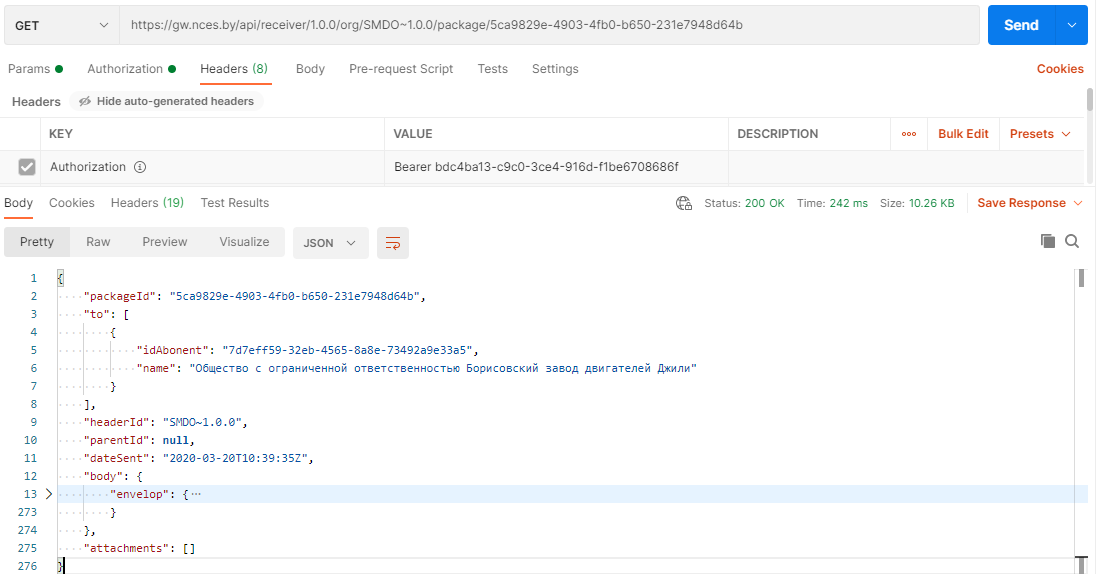 GET https://gw.nces.by/api/receiver/1.0.0/org/SMDO~1.0.0/package/5ca9829e-4903-4fb0-b650-231e7948d64b Send
Params Authorization Headers (8) Body Pre-request Script Tests Settings Cookies
Headers Hide auto-generated headers
KEY VALUE DESCRIPTION Bulk Edit Presets
Authorization Bearer bdc4ba13-c9c0-3ce4-916d-f1be6708686f
Body Cookies Headers (19) Test Results Status: 200 OK Time: 242 ms Size: 10.26 KB Save Response
Pretty Raw Preview Visualize JSON
1 {
2 "packageId": "5ca9829e-4903-4fb0-b650-231e7948d64b",
3 "to": [
4 {
5 "idAbonent": "7d7eff59-32eb-4565-8a8e-73492a9e33a5",
6 "name": "Общество с ограниченной ответственностью Борисовский завод двигателей Джили"
7 }
8 ],
9 "headerId": "SMDO~1.0.0",
10 "parentId": null,
11 "dateSent": "2020-03-20T10:39:35Z",
12 "body": {
13 "envelop": {...
273 }
274 },
275 "attachments": []
276 }